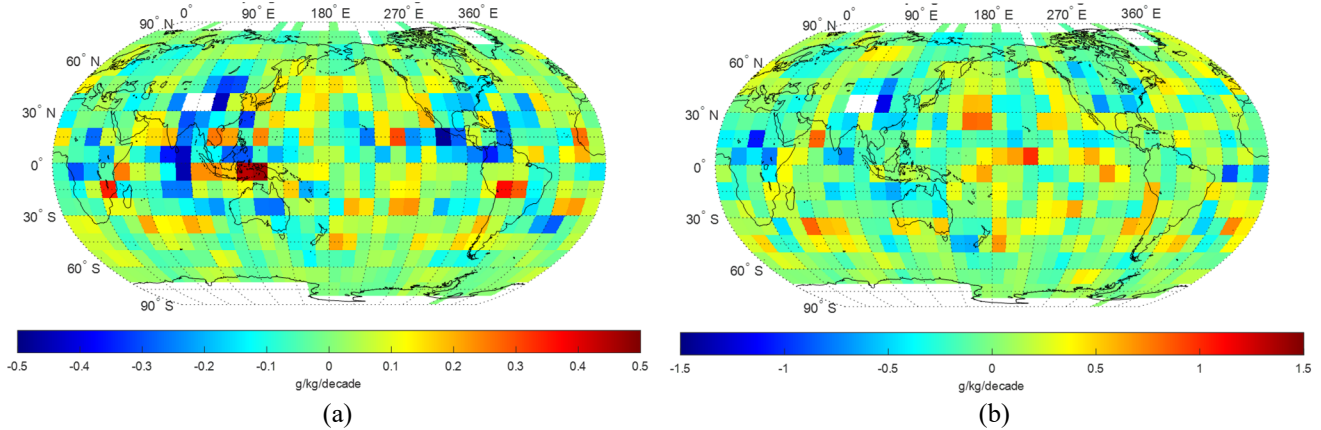 0° 90° E 180° E 270° E 360° E
90° N
60° N
30° N
0°
30° S
60° S
90° S
-0.5 -0.4 -0.3 -0.2 -0.1 0 0.1 0.2 0.3 0.4 0.5
g/kg/decade
(a)
0° 90° E 180° E 270° E 360° E
90° N
60° N
30° N
0°
30° S
60° S
90° S
-1.5 -1 -0.5 0 0.5 1 1.5
g/kg/decade
(b)